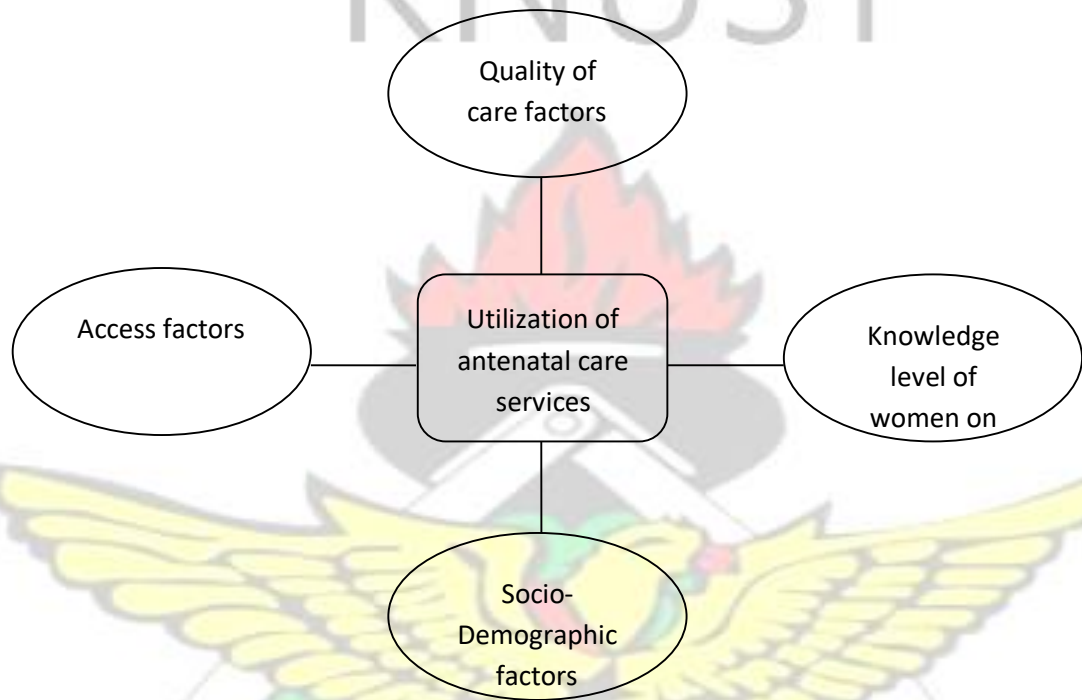 KNUST
Quality of
care factors
Access factors
Utilization of
antenatal care
services
Knowledge
level of
women on
Socio-
Demographic
factors